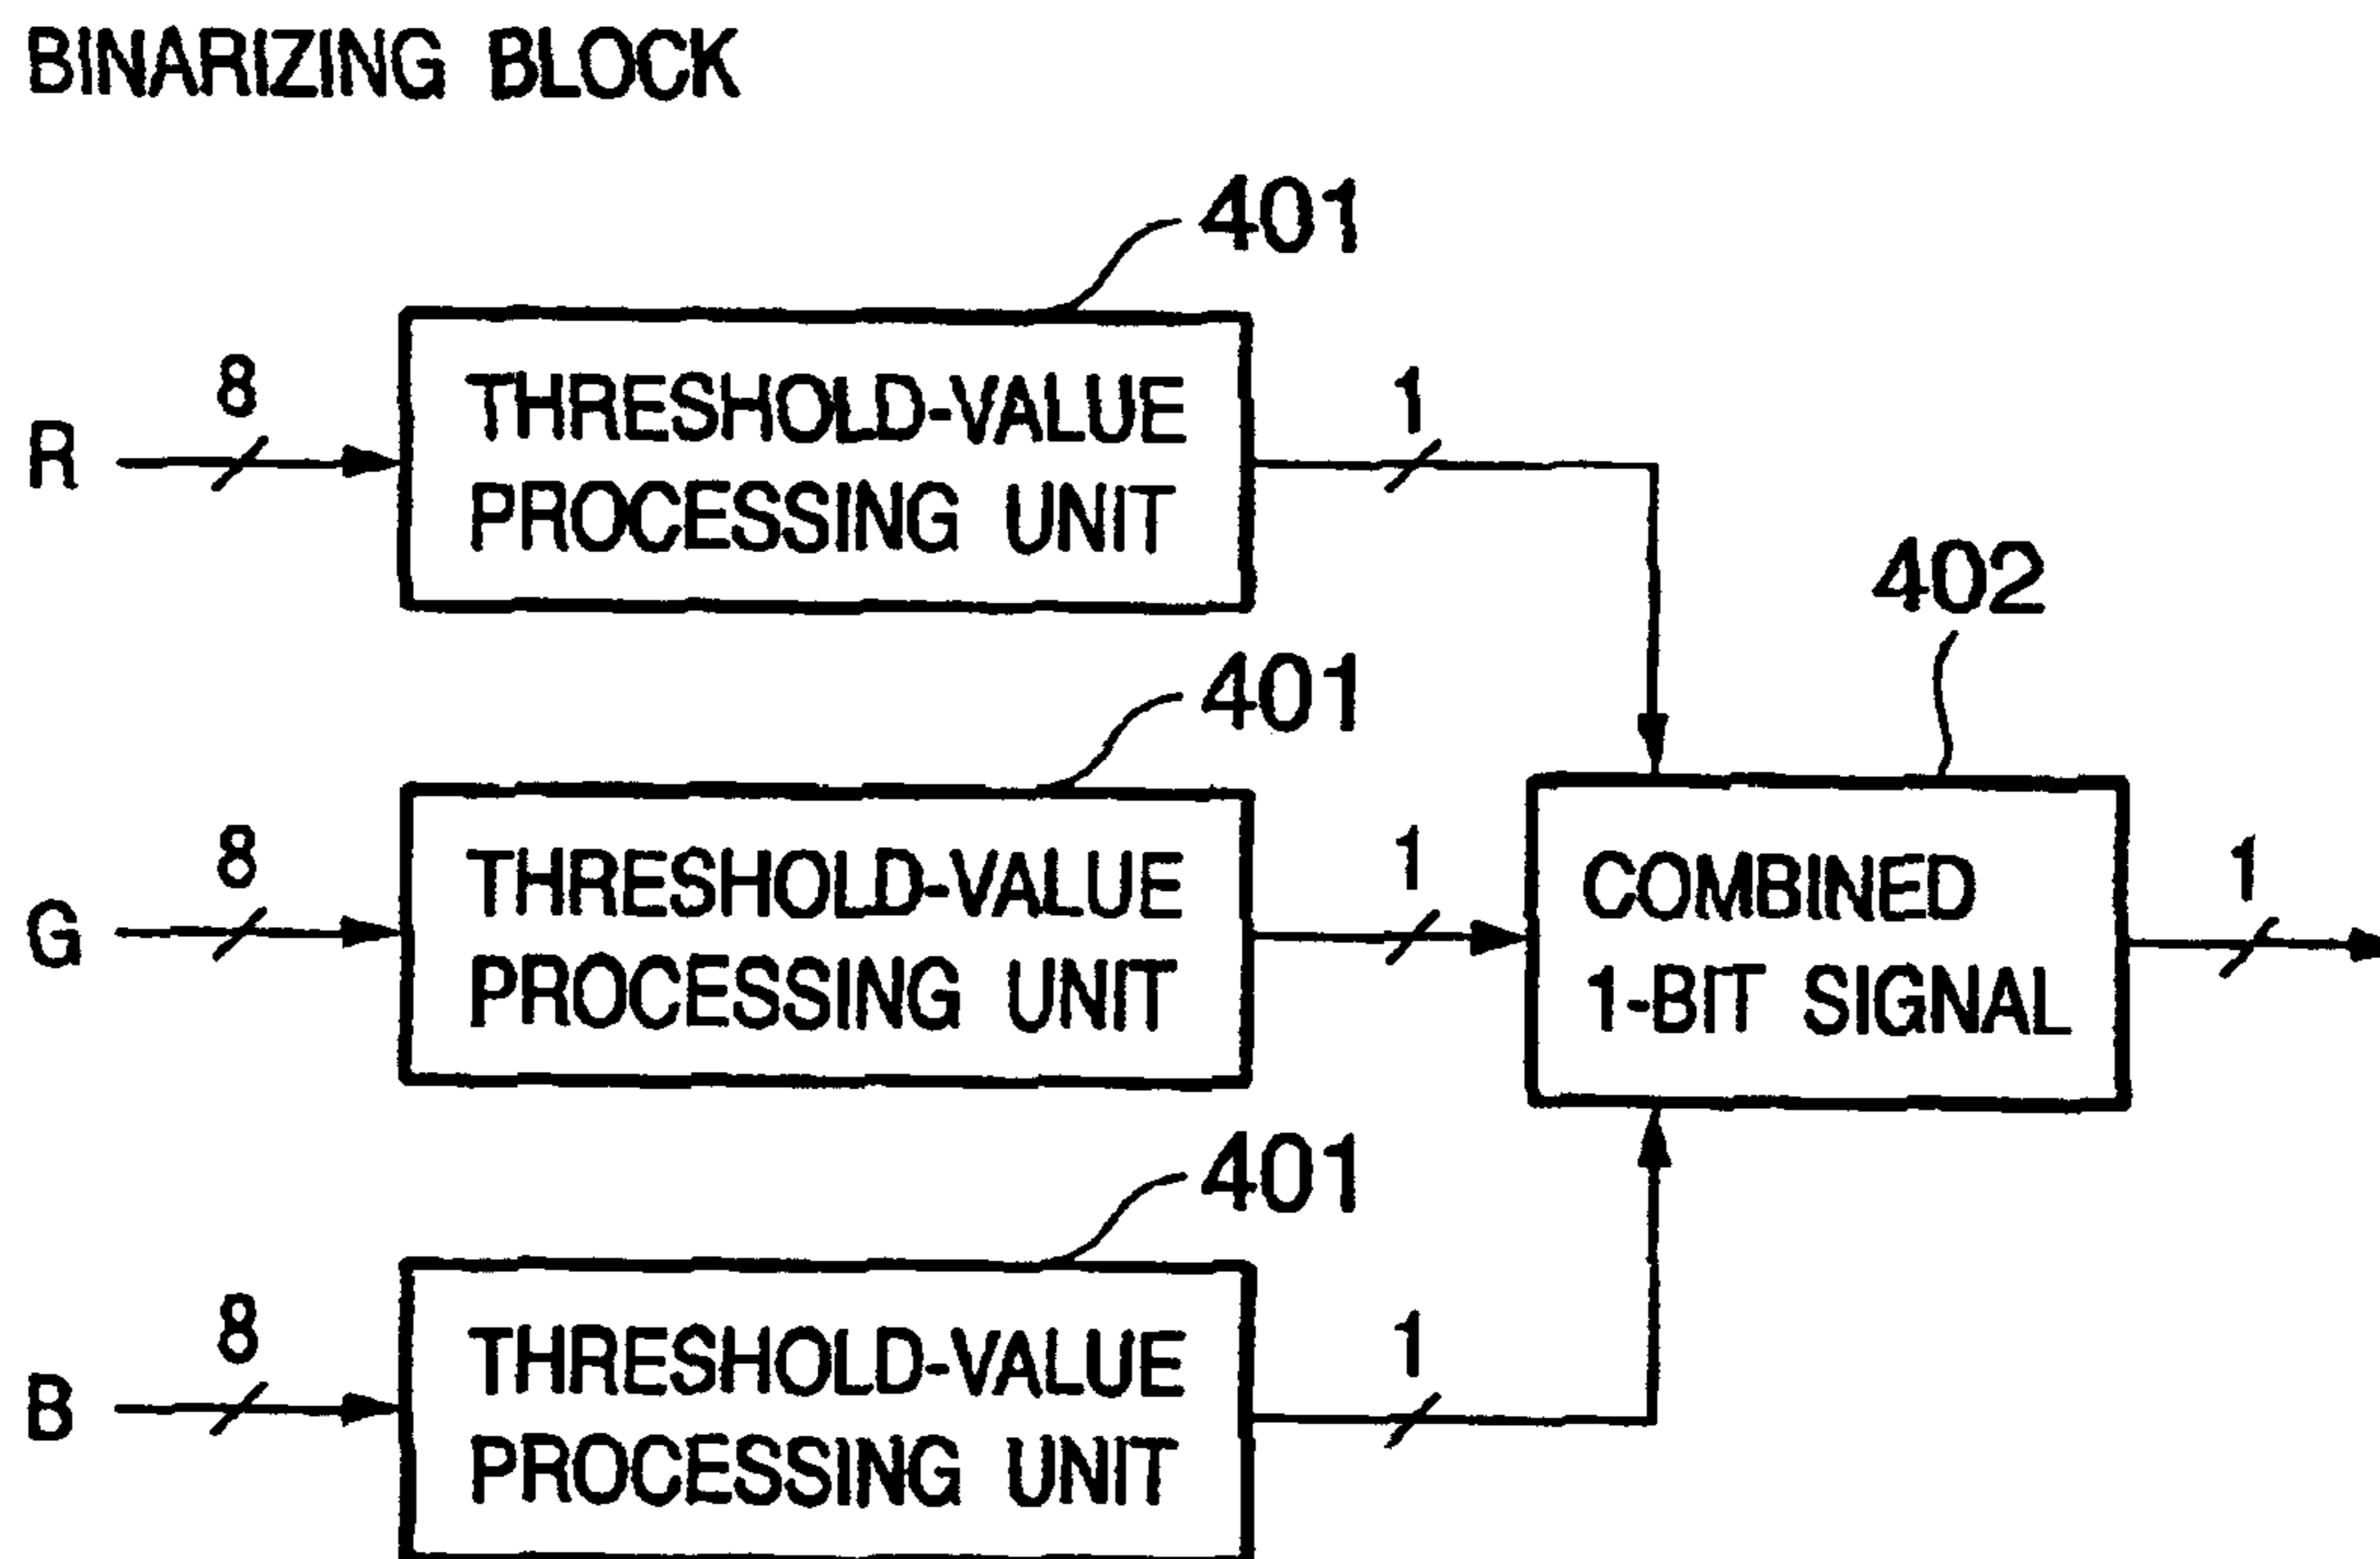 BINARIZING BLOCK
401
R
8
THRESHOLD-VALUE
PROCESSING UNIT
1
402
401
G
8
THRESHOLD-VALUE
PROCESSING UNIT
1
COMBINED
1-BIT SIGNAL
1
401
B
8
THRESHOLD-VALUE
PROCESSING UNIT
1